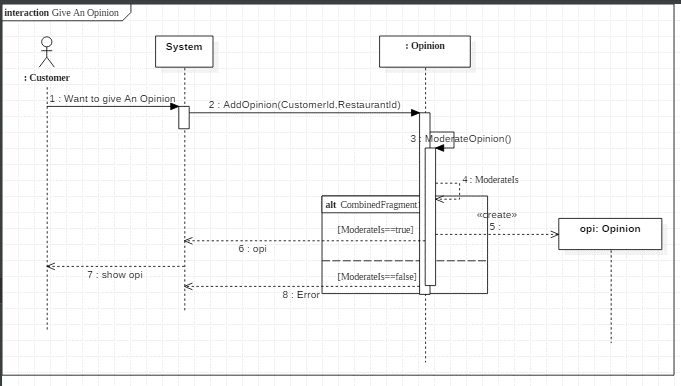 interaction Give An Opinion
: Customer
System
: Opinion
1 : Want to give An Opinion
2 : AddOpinion(CustomerId,RestaurantId)
3 : ModerateOpinion()
4 : ModerateIs
alt CombinedFragment
[ModerateIs==true]
«create»
5 :
opi: Opinion
6 : opi
7 : show opi
[ModerateIs==false]
8 : Error